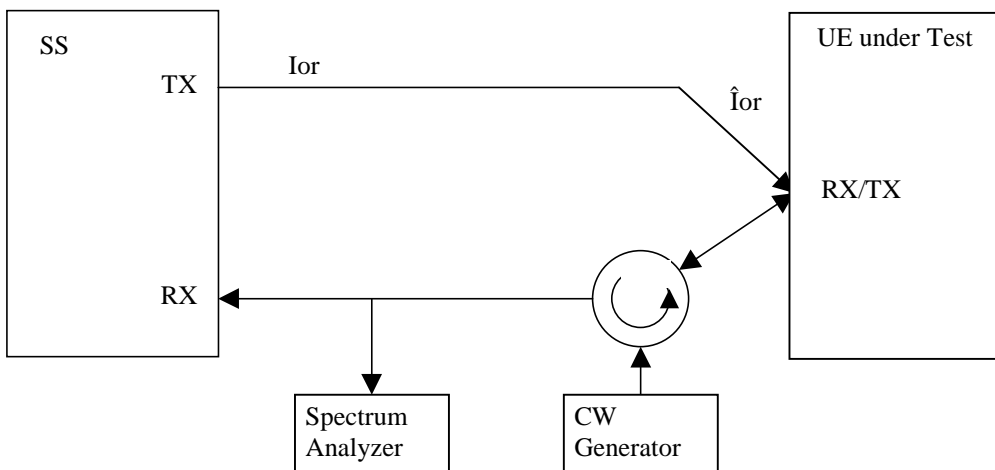 SS
UE under Test
TX
Ior
Îor
RX/TX
RX
Spectrum
Analyzer
CW
Generator